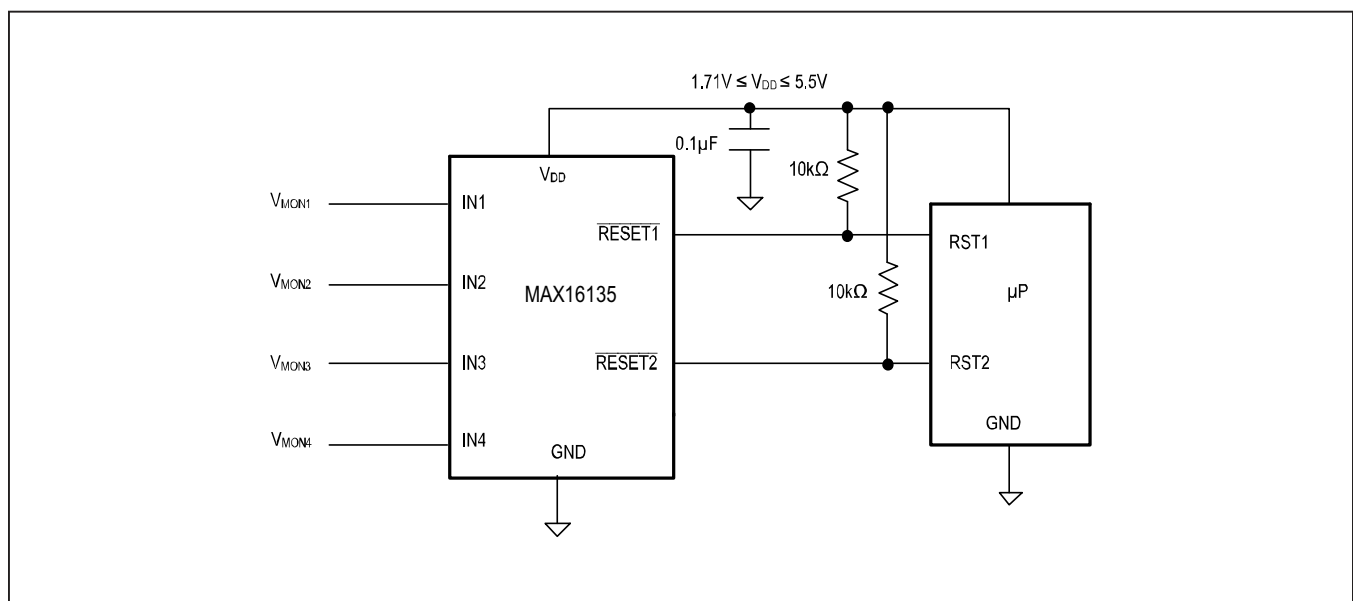 1.71V ≤ VDD ≤ 5.5V
0.1µF
10kΩ
VDD
VMON1
IN1
RESET1
RST1
VMON2
IN2
MAX16135
10kΩ
µP
VMON3
IN3
RESET2
RST2
GND
VMON4
IN4
GND